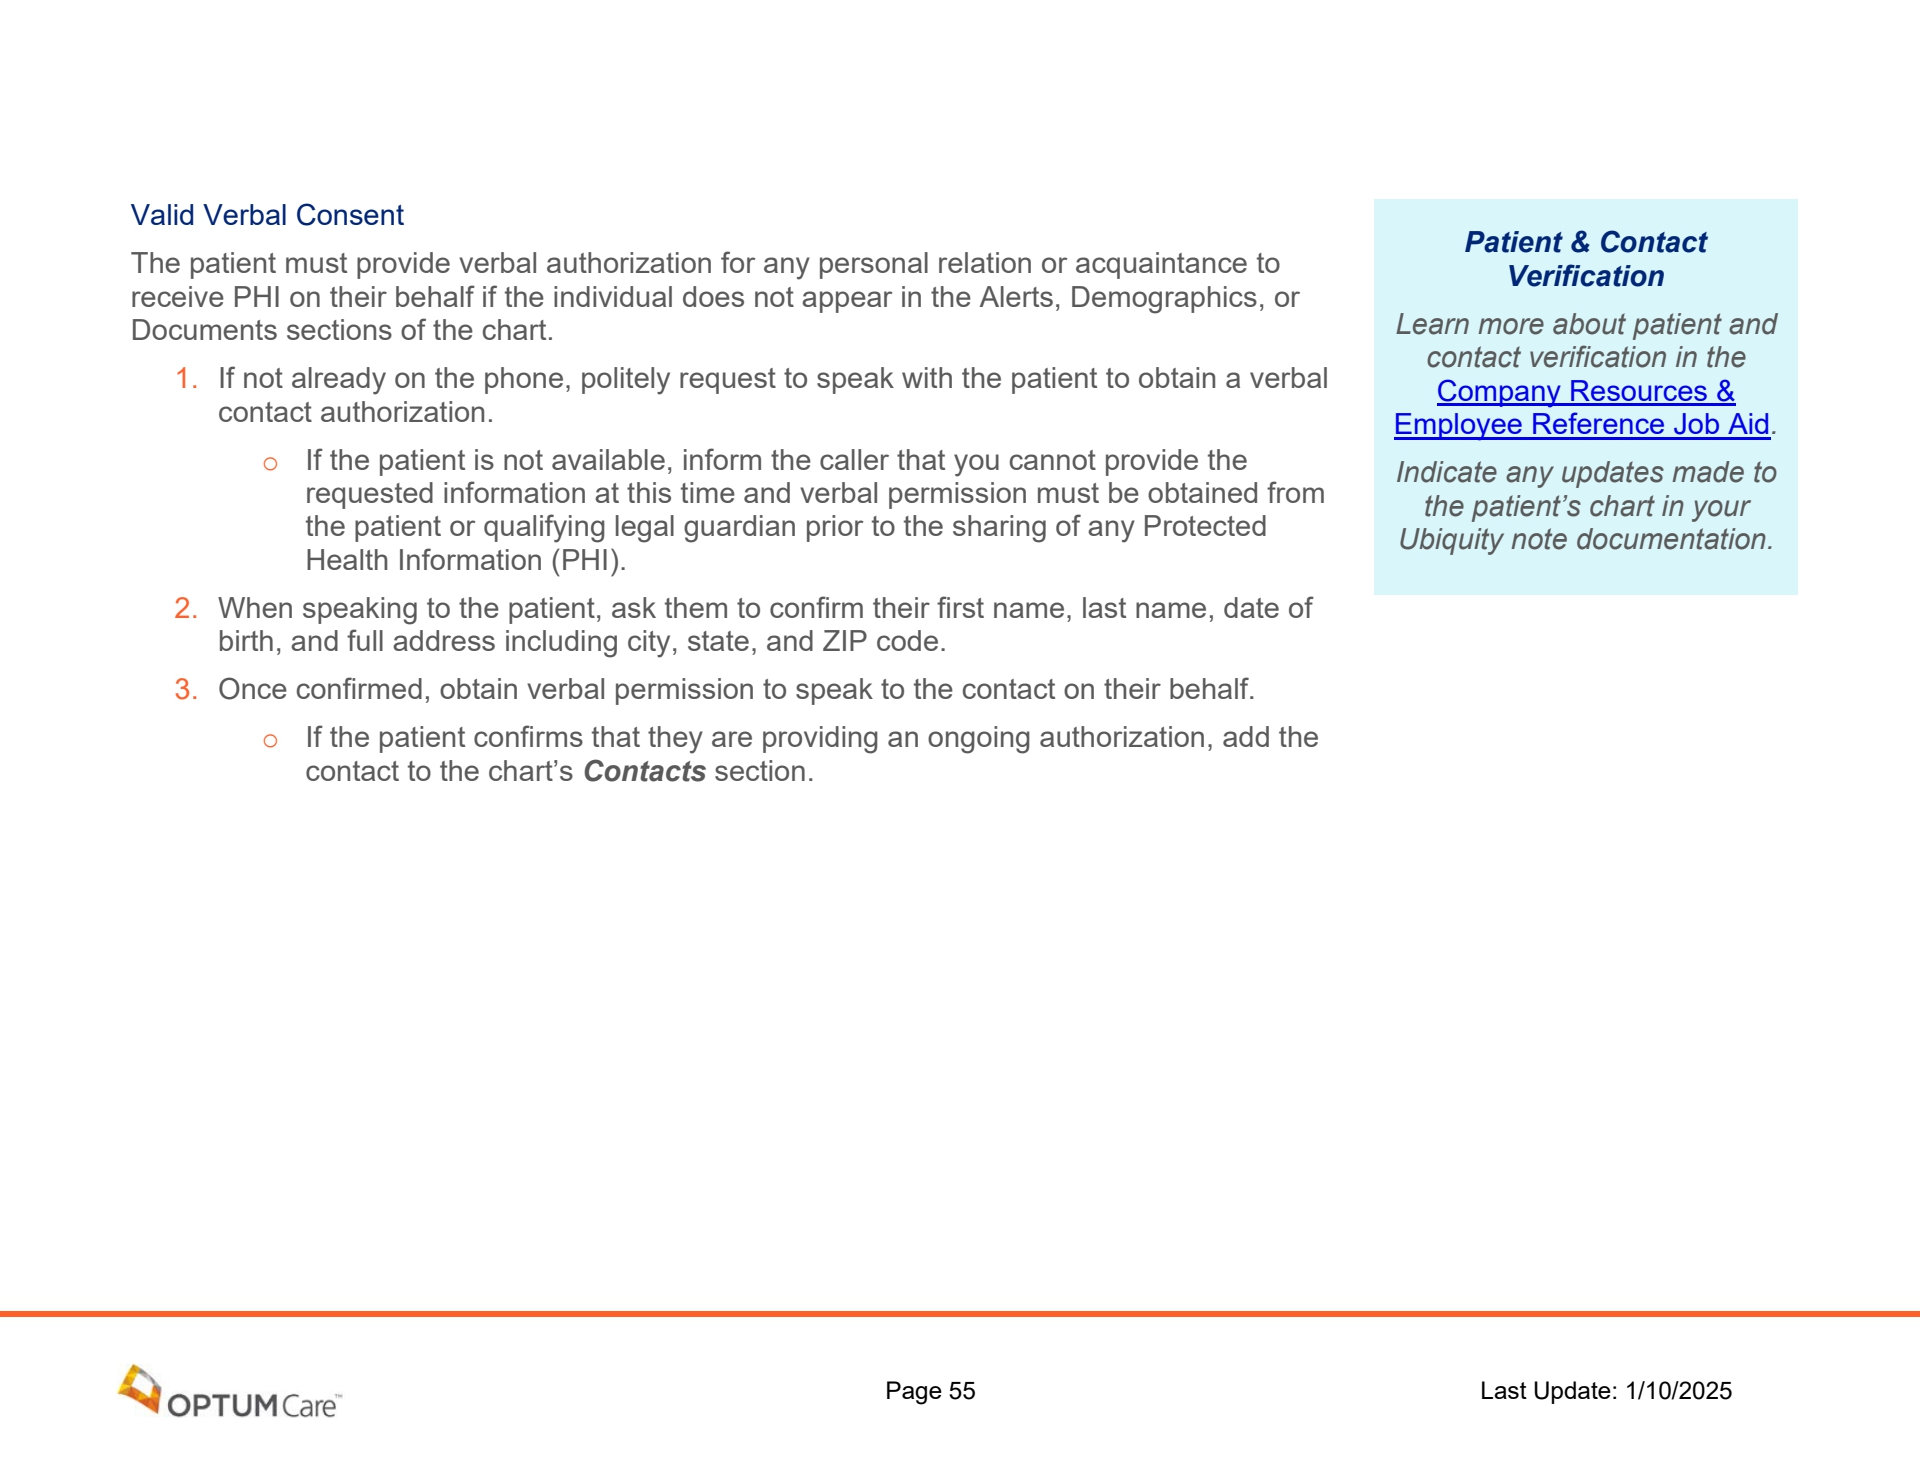 Valid Verbal Consent
The patient must provide verbal authorization for any personal relation or acquaintance to
receive PHI on their behalf if the individual does not appear in the Alerts, Demographics, or
Documents sections of the chart.
1. If not already on the phone, politely request to speak with the patient to obtain a verbal
contact authorization.
o If the patient is not available, inform the caller that you cannot provide the
requested information at this time and verbal permission must be obtained from
the patient or qualifying legal guardian prior to the sharing of any Protected
Health Information (PHI).
2. When speaking to the patient, ask them to confirm their first name, last name, date of
birth, and full address including city, state, and ZIP code.
3. Once confirmed, obtain verbal permission to speak to the contact on their behalf.
o If the patient confirms that they are providing an ongoing authorization, add the
contact to the chart’s Contacts section.
Patient & Contact
Verification
Learn more about patient and
contact verification in the
Company Resources &
Employee Reference Job Aid.
Indicate any updates made to
the patient’s chart in your
Ubiquity note documentation.
OPTUMCare™
Page 55
Last Update: 1/10/2025